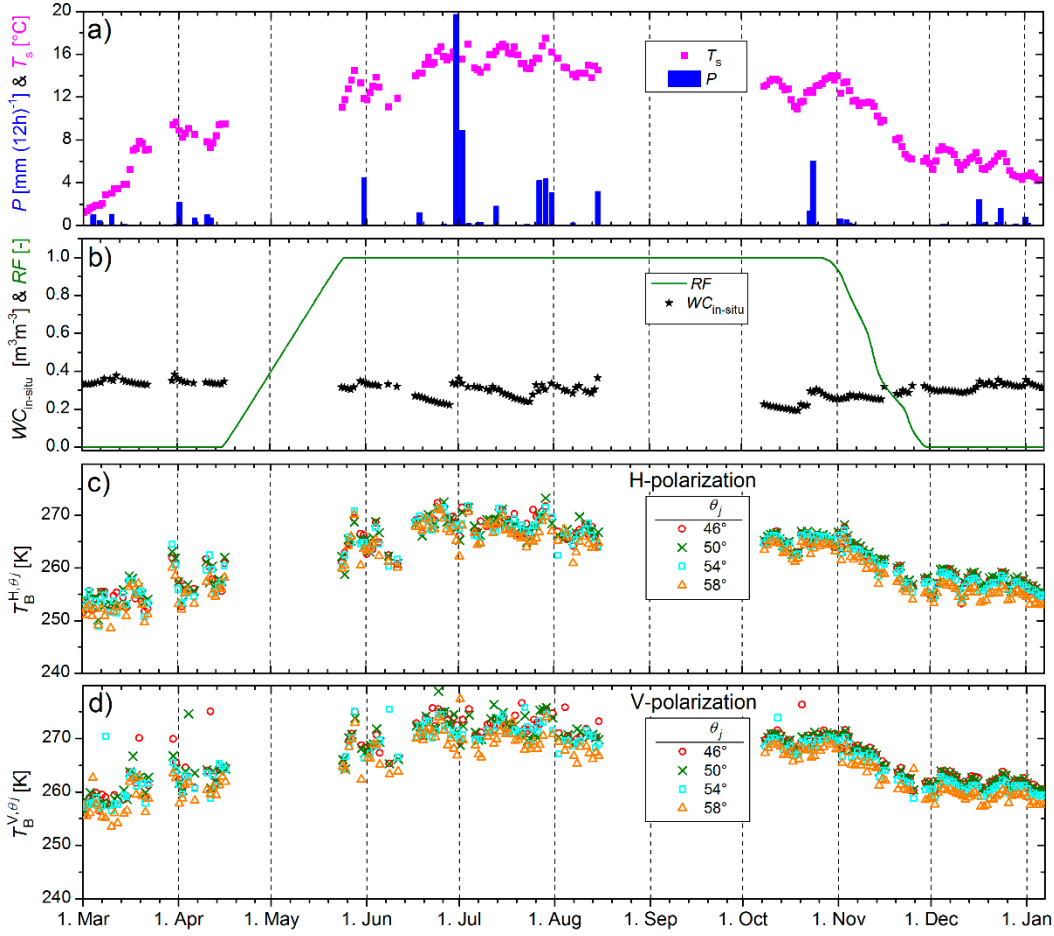 a)
P [mm (12h)⁻¹] & Tₛ [°C]
20
16
12
8
4
0
Tₛ
P
b)
WCin-situ [m³m⁻³] & RF [-]
1.0
0.8
0.6
0.4
0.2
0.0
RF
WCin-situ
c)
H-polarization
T_B^H,θj [K]
270
260
250
240
θj
46°
50°
54°
58°
d)
V-polarization
T_B^V,θj [K]
270
260
250
240
θj
46°
50°
54°
58°
1. Mar 1. Apr 1. May 1. Jun 1. Jul 1. Aug 1. Sep 1. Oct 1. Nov 1. Dec 1. Jan